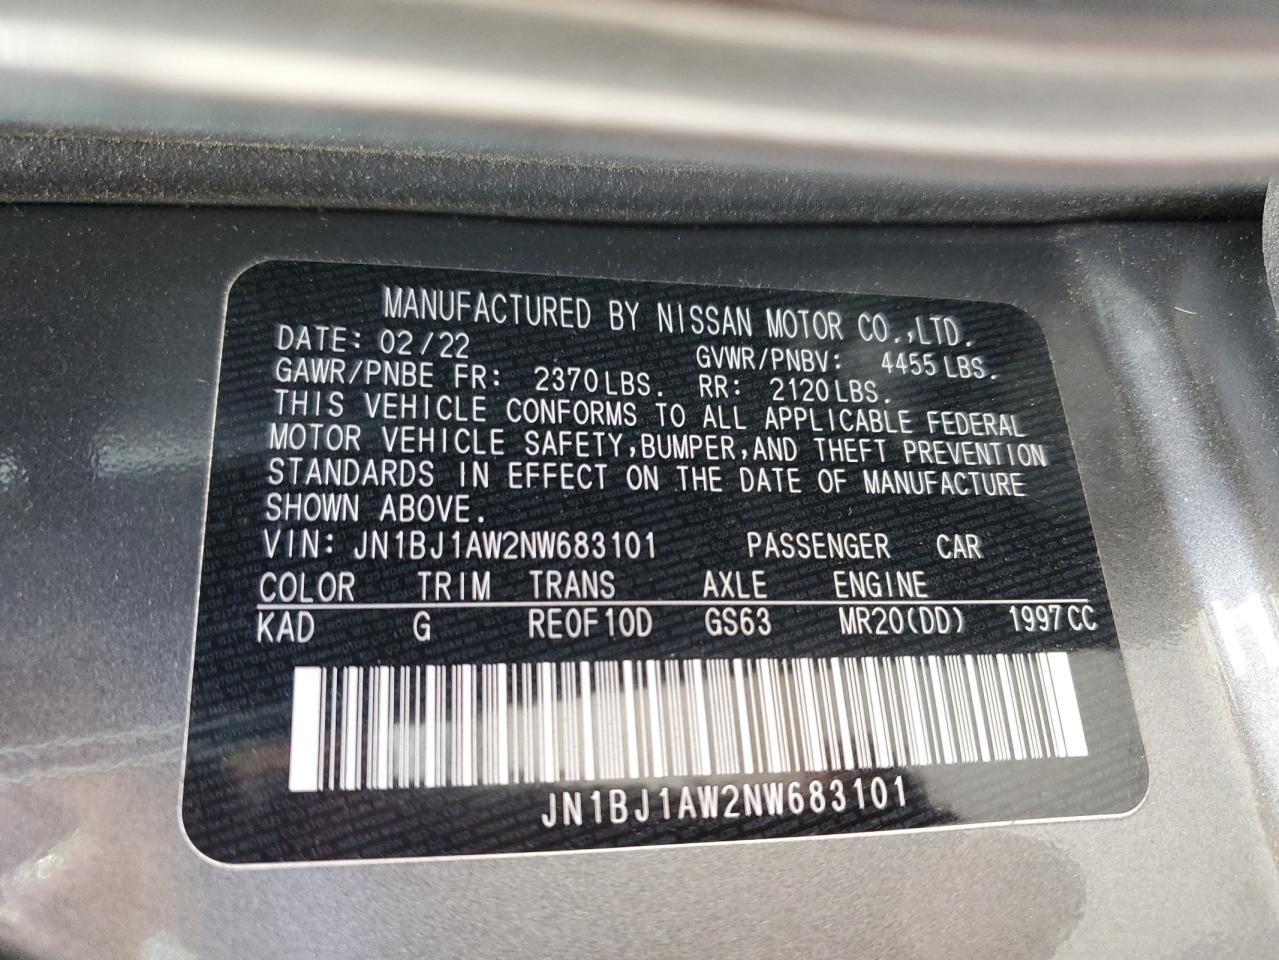 MANUFACTURED BY NISSAN MOTOR CO.,LTD.
DATE: 02/22 GVWR/PNBV: 4455 LBS.
GAWR/PNBE FR: 2370 LBS. RR: 2120 LBS.
THIS VEHICLE CONFORMS TO ALL APPLICABLE FEDERAL
MOTOR VEHICLE SAFETY,BUMPER,AND THEFT PREVENTION
STANDARDS IN EFFECT ON THE DATE OF MANUFACTURE
SHOWN ABOVE.
VIN: JN1BJ1AW2NW683101 PASSENGER CAR
COLOR TRIM TRANS AXLE ENGINE
KAD G RE0F10D GS63 MR20(DD) 1997 CC
JN1BJ1AW2NW683101